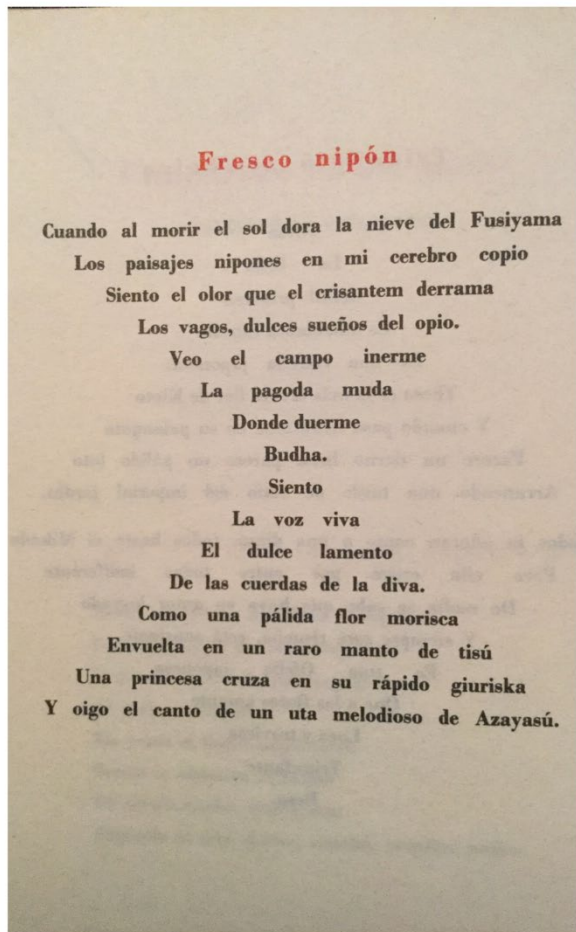 Fresco nipón
Cuando al morir el sol dora la nieve del Fusiyama
Los paisajes nipones en mi cerebro copio
Siento el olor que el crisantem derrama
Los vagos, dulces sueños del opio.
Veo el campo inerme
La pagoda muda
Donde duerme
Budha.
Siento
La voz viva
El dulce lamento
De las cuerdas de la diva.
Como una pálida flor morisca
Envuelta en un raro manto de tisú
Una princesa cruza en su rápido giuriska
Y oigo el canto de un uta melodioso de Azayasú.